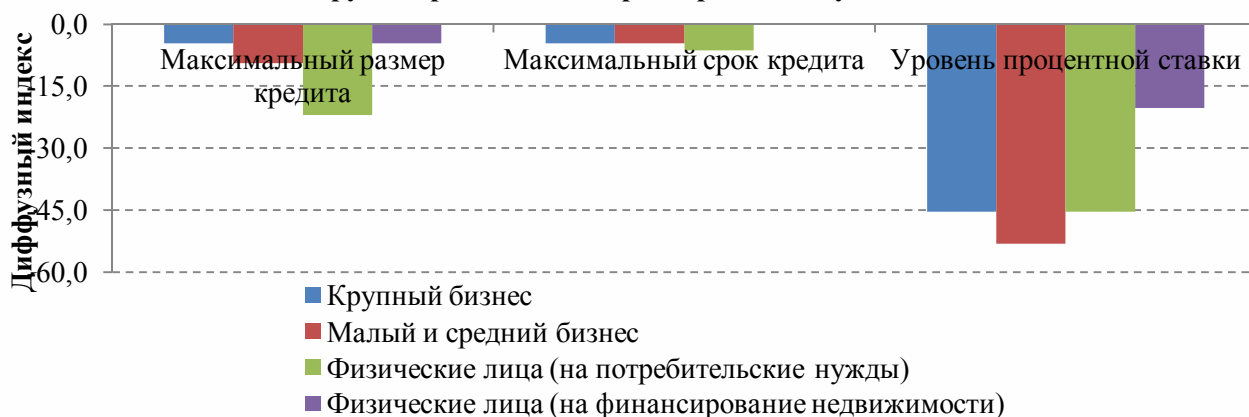 0,0
-15,0
-30,0
-45,0
-60,0
Диффузный индекс
Максимальный размер
кредита
Максимальный срок кредита
Уровень процентной ставки
Крупный бизнес
Малый и средний бизнес
Физические лица (на потребительские нужды)
Физические лица (на финансирование недвижимости)